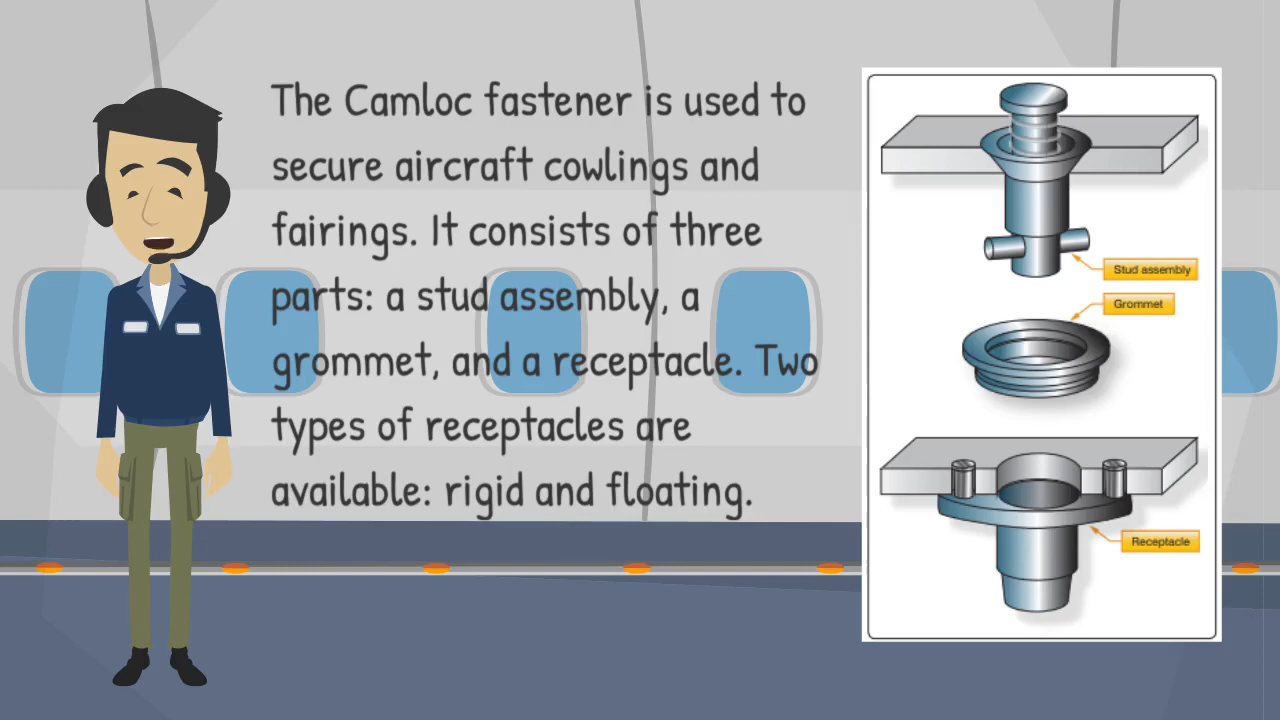 The Camloc fastener is used to
secure aircraft cowlings and
fairings. It consists of three
parts: a stud assembly, a
grommet, and a receptacle. Two
types of receptacles are
available: rigid and floating.
Stud assembly
Grommet
Receptacle